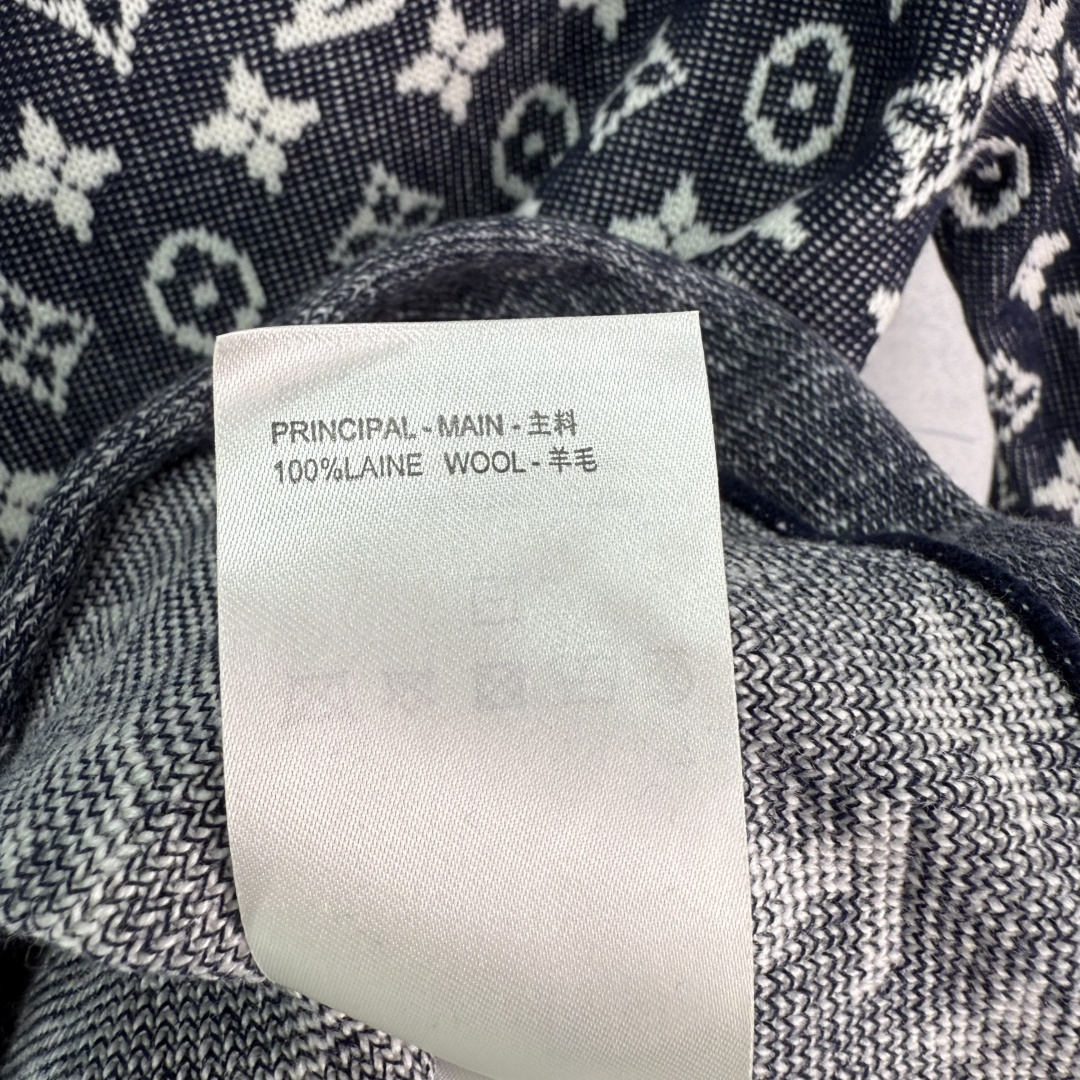 PRINCIPAL - MAIN - 主料
100%LAINE WOOL - 羊毛